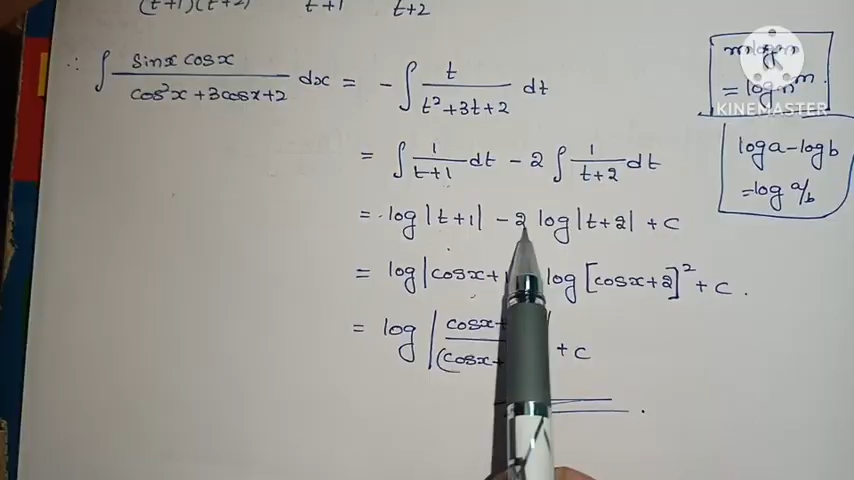 (t+1)(t+2) t+1 t+2
∴ ∫ sinx cosx / cos²x + 3cosx + 2 dx = - ∫ t / t² + 3t + 2 dt
= ∫ 1 / t+1 dt - 2 ∫ 1 / t+2 dt
= log |t+1| - 2 log |t+2| + c
= log |cosx+ log [cosx+2]² + c .
= log | cosx+ / (cosx+ | + c
= log n^m
KINEMASTER
log a - log b
= log a/b